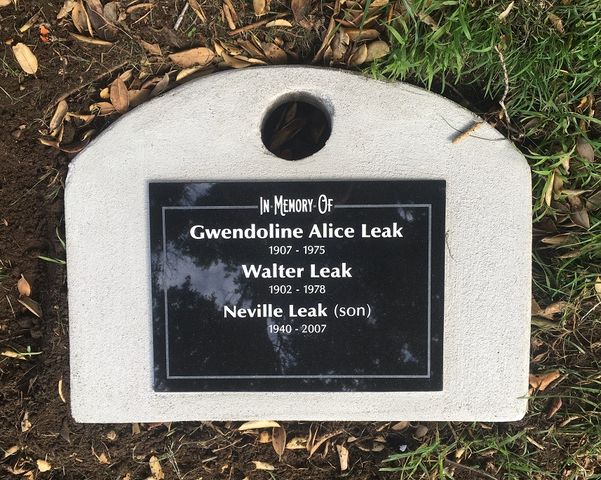 In Memory Of
Gwendoline Alice Leak
1907 - 1975
Walter Leak
1902 - 1978
Neville Leak (son)
1940 - 2007